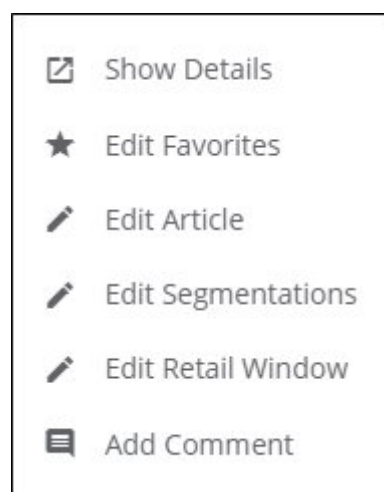 Show Details
Edit Favorites
Edit Article
Edit Segmentations
Edit Retail Window
Add Comment